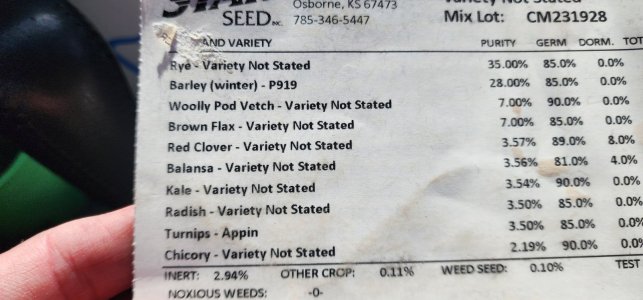 Osborne, KS 67473
SEED INC. 785-346-5447
Mix Lot: CM231928
AND VARIETY PURITY GERM DORM. TOT
Rye - Variety Not Stated 35.00% 85.0% 0.0%
Barley (winter) - P919 28.00% 85.0% 0.0%
Woolly Pod Vetch - Variety Not Stated 7.00% 90.0% 0.0%
Brown Flax - Variety Not Stated 7.00% 85.0% 0.0%
Red Clover - Variety Not Stated 3.57% 89.0% 8.0%
Balansa - Variety Not Stated 3.56% 81.0% 4.0%
Kale - Variety Not Stated 3.54% 90.0% 0.0%
Radish - Variety Not Stated 3.50% 85.0% 0.0%
Turnips - Appin 3.50% 85.0% 0.0%
Chicory - Variety Not Stated 2.19% 90.0% 0.0%
INERT: 2.94% OTHER CROP: 0.11% WEED SEED: 0.10% TEST
NOXIOUS WEEDS: -0-